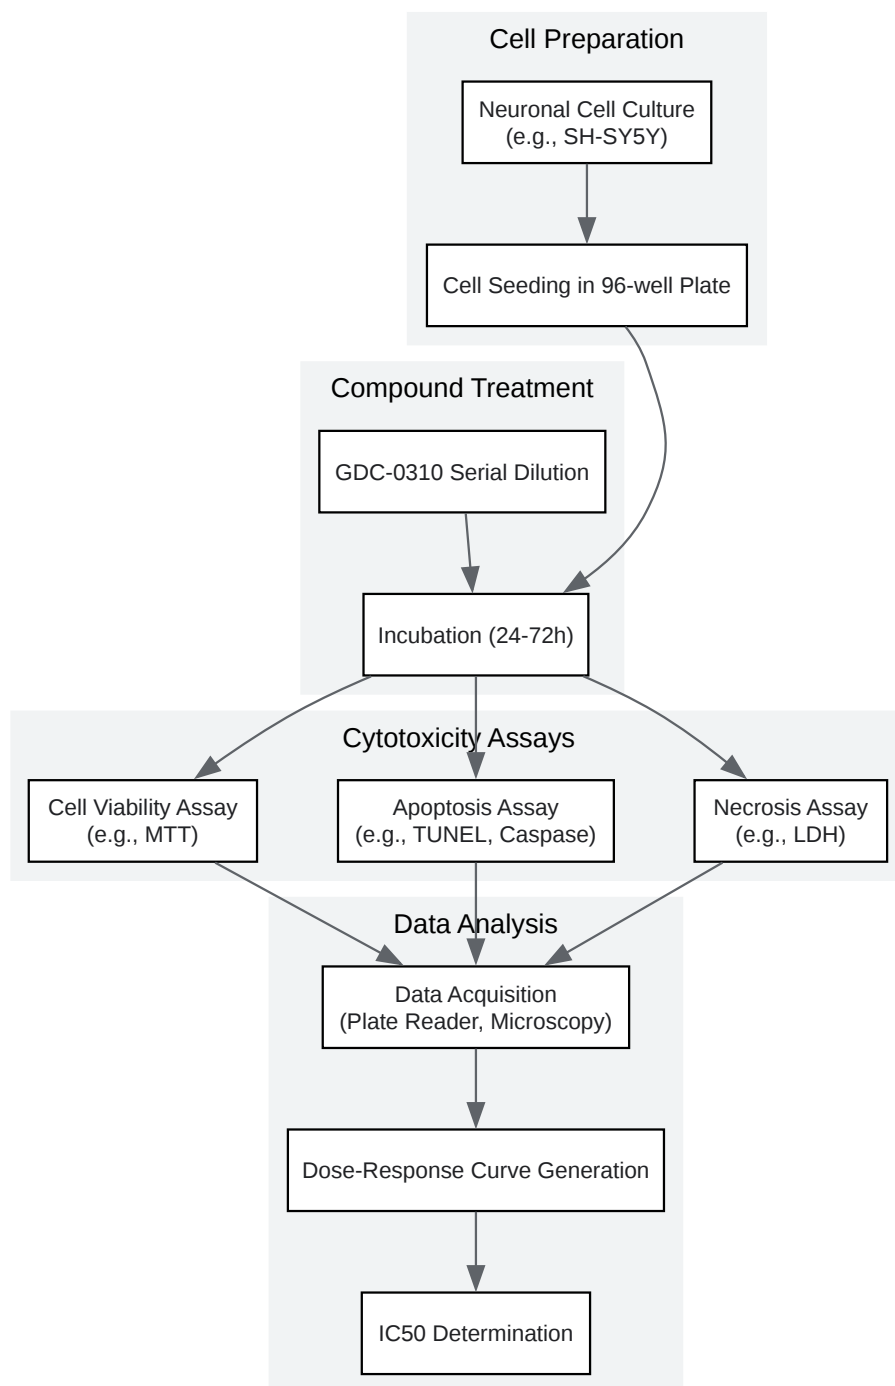 Cell Preparation
Neuronal Cell Culture
(e.g., SH-SY5Y)
Cell Seeding in 96-well Plate
Compound Treatment
GDC-0310 Serial Dilution
Incubation (24-72h)
Cytotoxicity Assays
Cell Viability Assay
(e.g., MTT)
Apoptosis Assay
(e.g., TUNEL, Caspase)
Necrosis Assay
(e.g., LDH)
Data Analysis
Data Acquisition
(Plate Reader, Microscopy)
Dose-Response Curve Generation
IC50 Determination